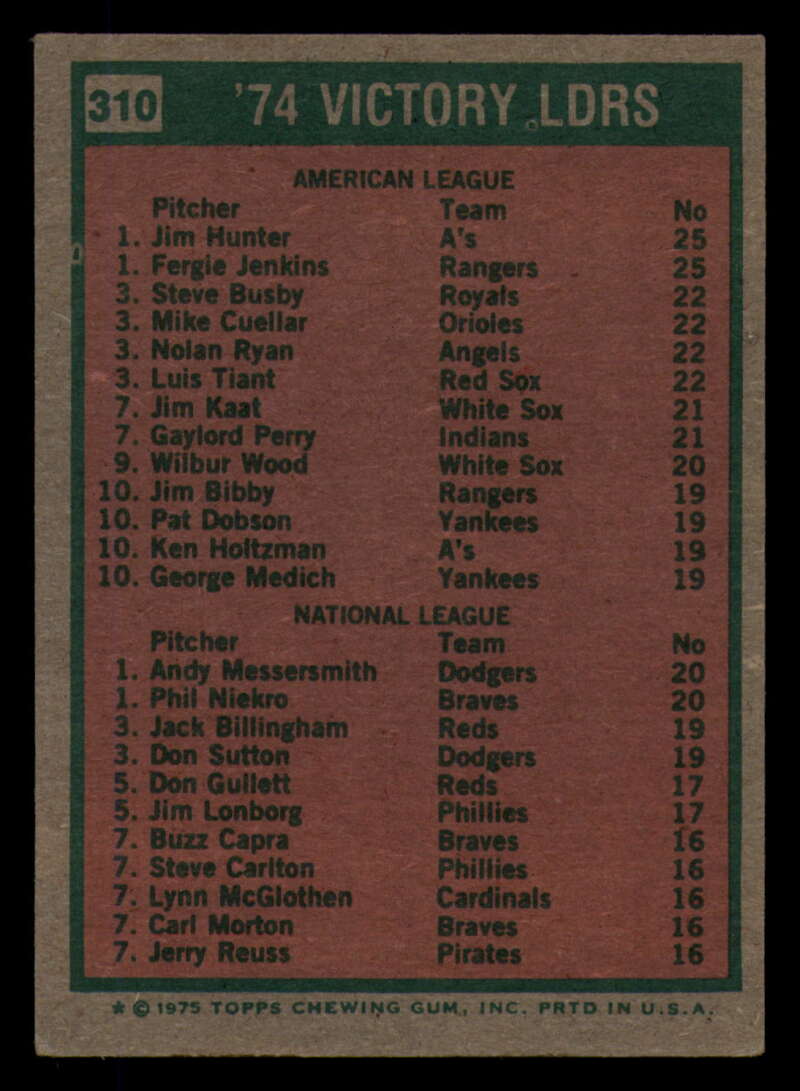 310 '74 VICTORY LDRS
AMERICAN LEAGUE
Pitcher Team No
1. Jim Hunter A's 25
1. Fergie Jenkins Rangers 25
3. Steve Busby Royals 22
3. Mike Cuellar Orioles 22
3. Nolan Ryan Angels 22
3. Luis Tiant Red Sox 22
7. Jim Kaat White Sox 21
7. Gaylord Perry Indians 21
9. Wilbur Wood White Sox 20
10. Jim Bibby Rangers 19
10. Pat Dobson Yankees 19
10. Ken Holtzman A's 19
10. George Medich Yankees 19
NATIONAL LEAGUE
Pitcher Team No
1. Andy Messersmith Dodgers 20
1. Phil Niekro Braves 20
3. Jack Billingham Reds 19
3. Don Sutton Dodgers 19
5. Don Gullett Reds 17
5. Jim Lonborg Phillies 17
7. Buzz Capra Braves 16
7. Steve Carlton Phillies 16
7. Lynn McGlothen Cardinals 16
7. Carl Morton Braves 16
7. Jerry Reuss Pirates 16
* © 1975 TOPPS CHEWING GUM, INC. PRTD IN U.S.A.